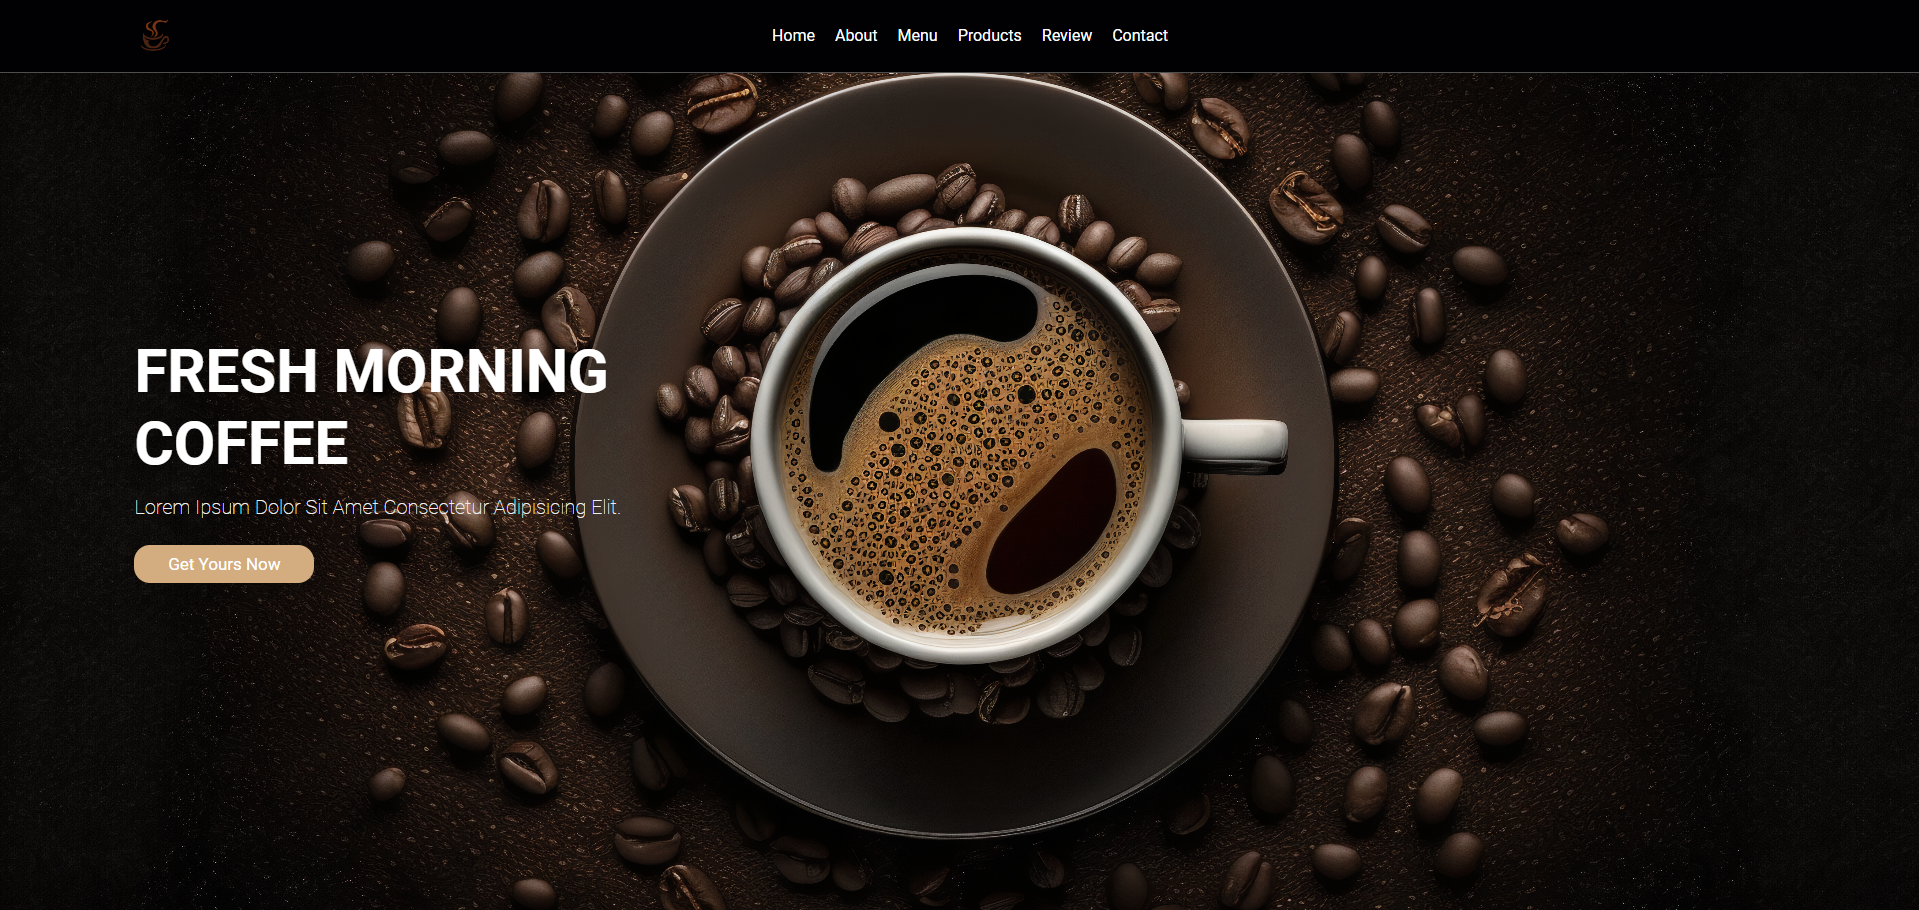 Home About Menu Products Review Contact
FRESH MORNING
COFFEE
Lorem Ipsum Dolor Sit Amet Consectetur Adipisicing Elit.
Get Yours Now